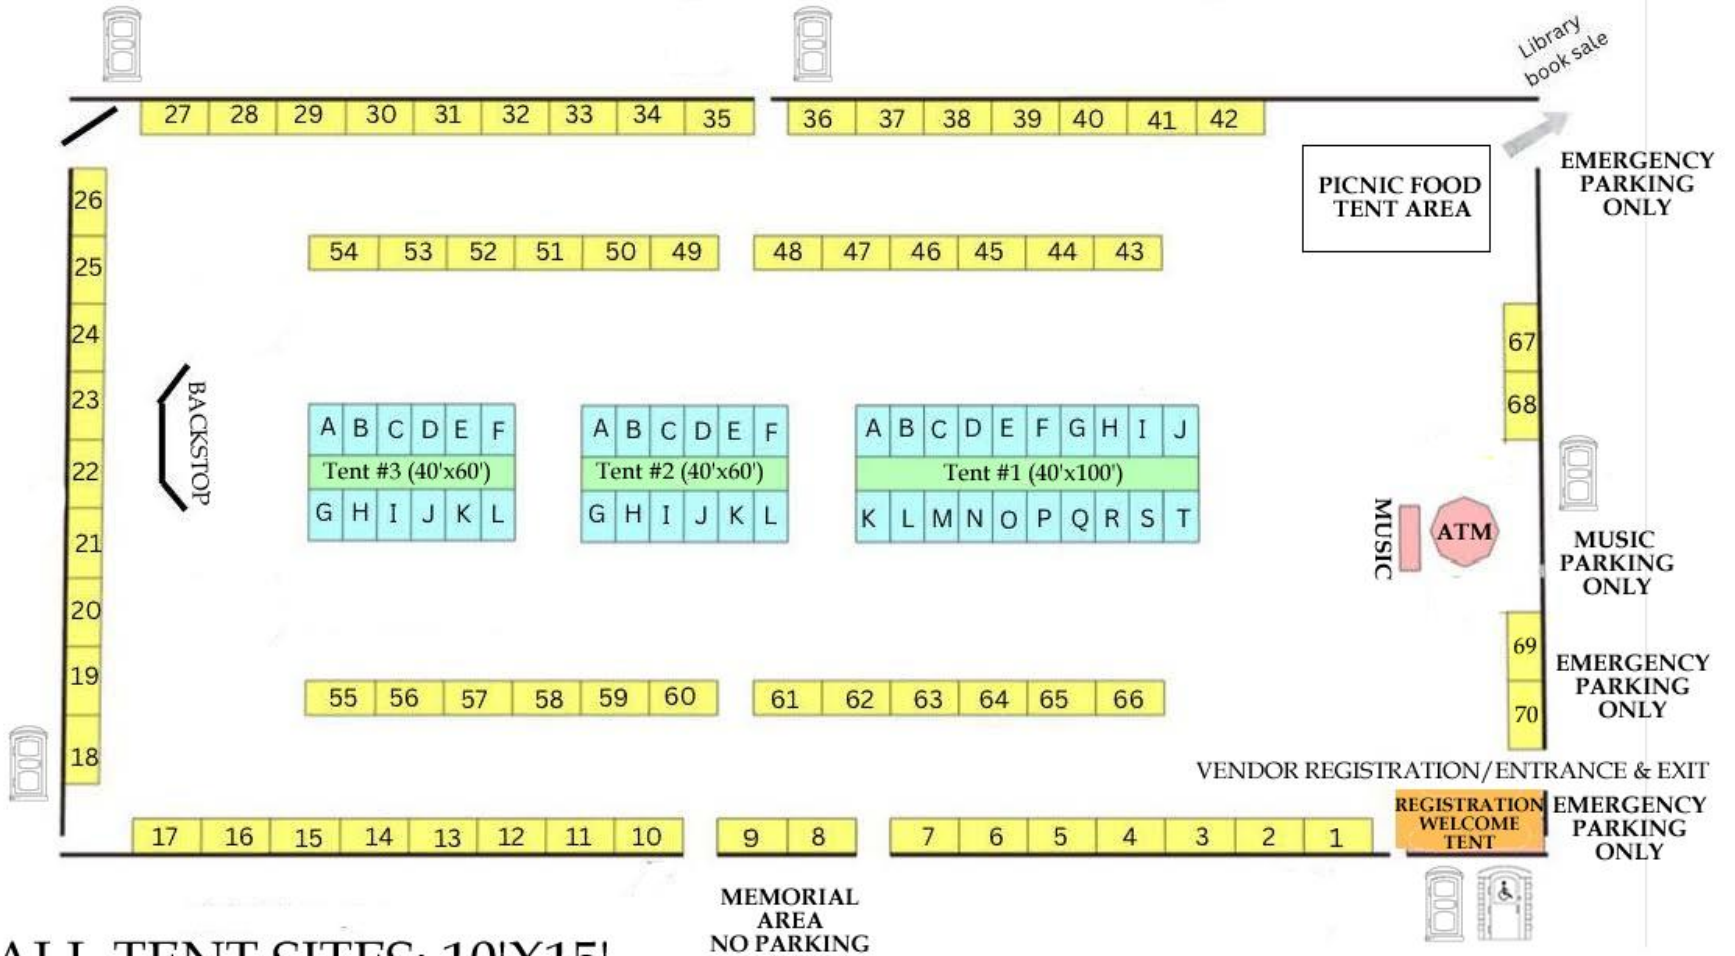 Library
book sale
27 28 29 30 31 32 33 34 35 36 37 38 39 40 41 42
EMERGENCY
PARKING
ONLY
PICNIC FOOD
TENT AREA
26
25
24
23
22
21
20
19
18
54 53 52 51 50 49 48 47 46 45 44 43
67
68
BACKSTOP
A B C D E F
Tent #3 (40'x60')
G H I J K L
A B C D E F
Tent #2 (40'x60')
G H I J K L
A B C D E F G H I J
Tent #1 (40'x100')
K L M N O P Q R S T
MUSIC
ATM
MUSIC
PARKING
ONLY
69
70
EMERGENCY
PARKING
ONLY
55 56 57 58 59 60 61 62 63 64 65 66
VENDOR REGISTRATION/ENTRANCE & EXIT
REGISTRATION
WELCOME
TENT
EMERGENCY
PARKING
ONLY
17 16 15 14 13 12 11 10 9 8 7 6 5 4 3 2 1
MEMORIAL
AREA
NO PARKING
ALL TENT SITES: 10'X15'